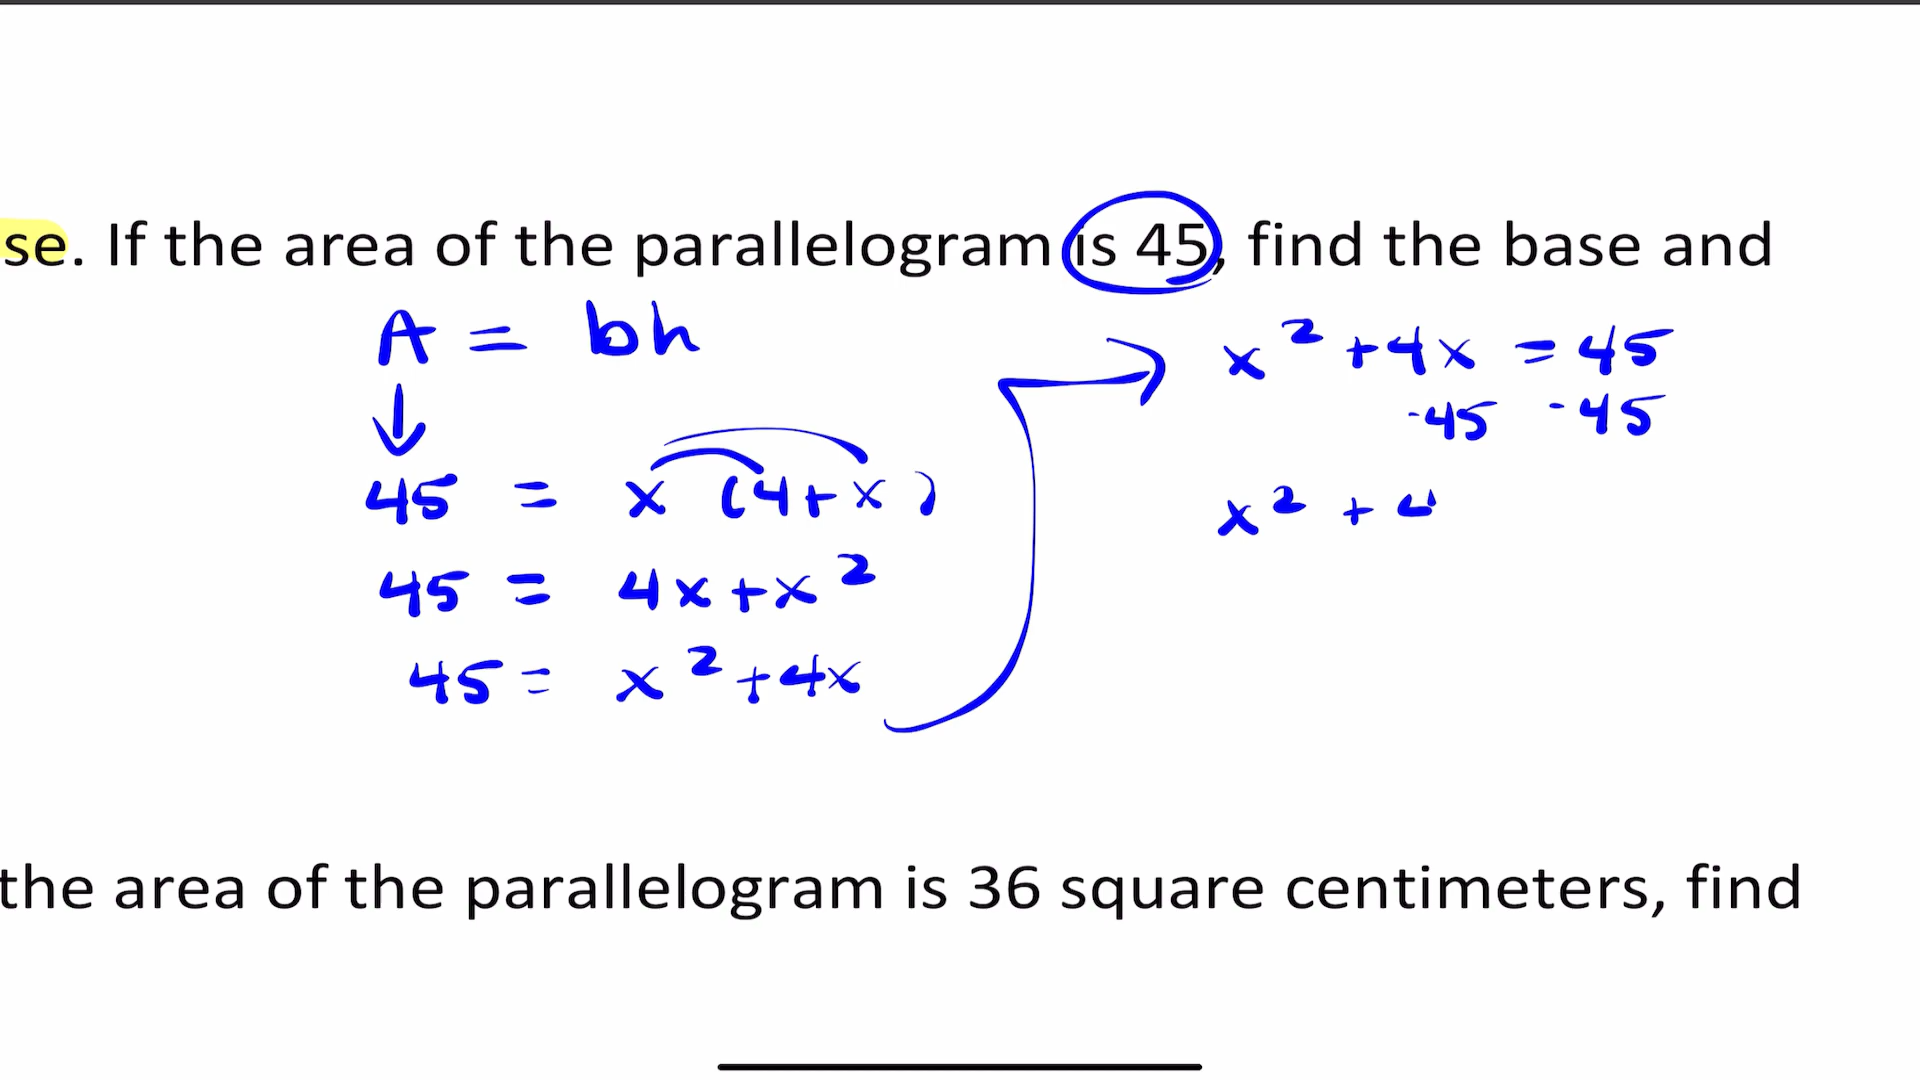 se. If the area of the parallelogram is 45, find the base and
A = bh
45 = x (4+x)
45 = 4x+x²
45 = x²+4x
x² +4x = 45
-45 -45
x² + 4
the area of the parallelogram is 36 square centimeters, find